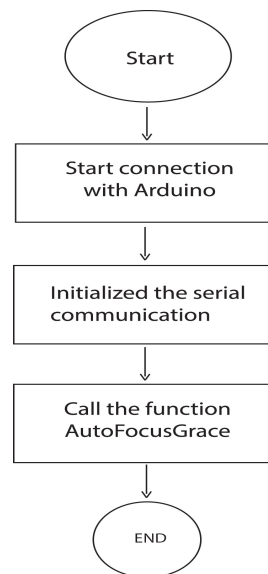 Start
Start connection
with Arduino
Initialized the serial
communication
Call the function
AutoFocusGrace
END